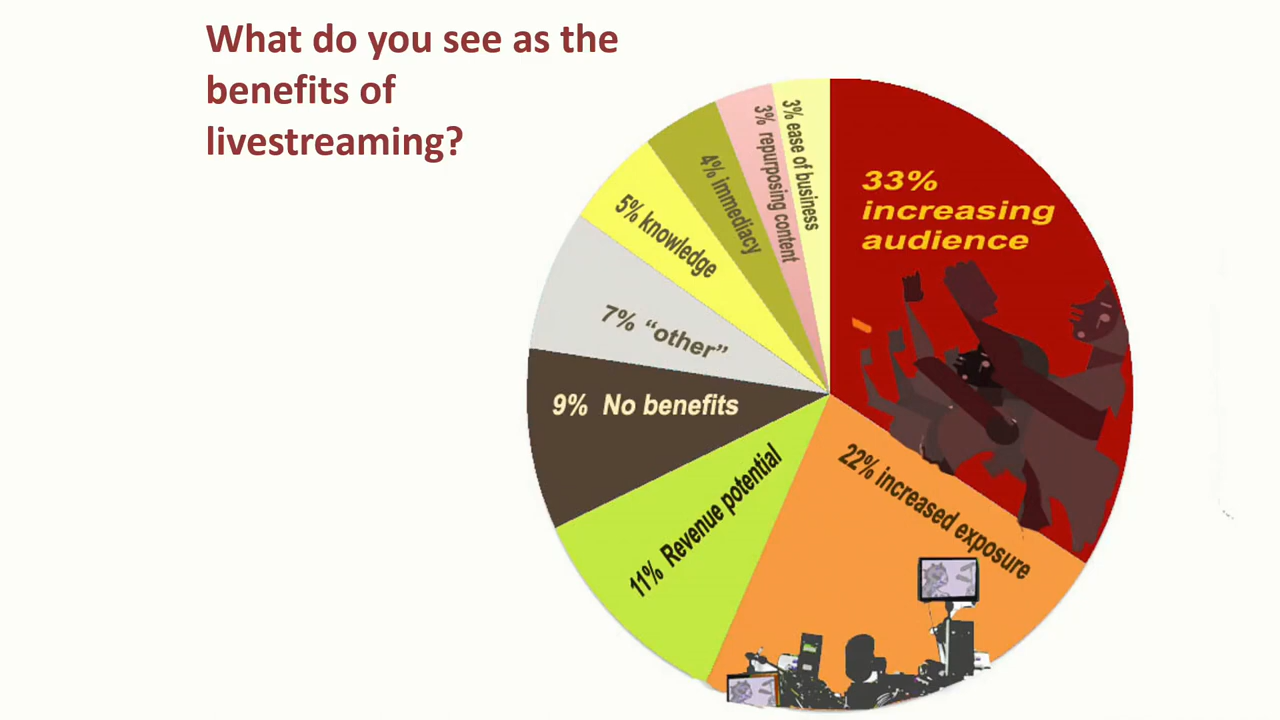 What do you see as the
benefits of
livestreaming?
33%
increasing
audience
22% increased exposure
11% Revenue potential
9% No benefits
7% “other”
5% knowledge
4% immediacy
3% repurposing content
3% ease of business